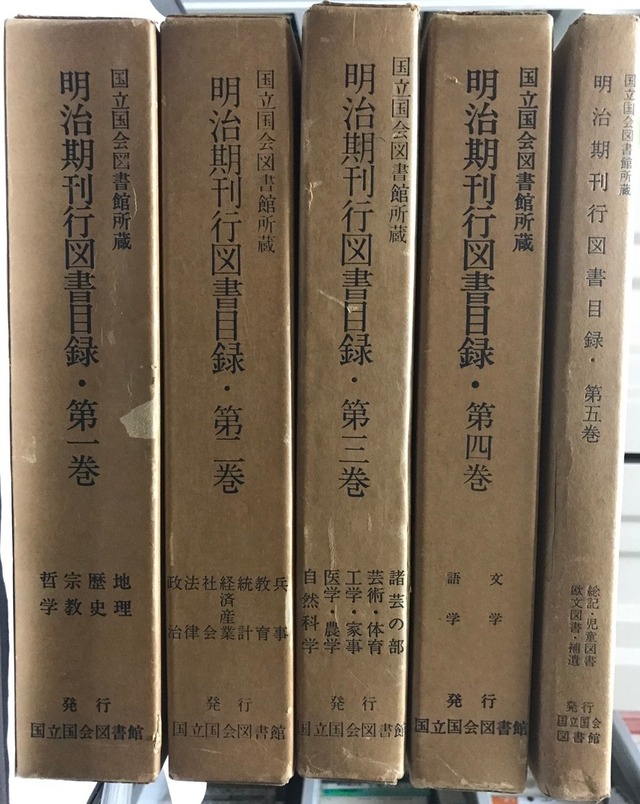 国立国会図書館所蔵
明治期刊行図書目録・第一巻
地理
歴史
宗教
哲学
発行
国立国会図書館
国立国会図書館所蔵
明治期刊行図書目録・第二巻
兵事
教育
統計
経済産業
社会
法律
政治
発行
国立国会図書館
国立国会図書館所蔵
明治期刊行図書目録・第三巻
諸芸の部
芸術・体育
工学・家事
医学・農学
自然科学
発行
国立国会図書館
国立国会図書館所蔵
明治期刊行図書目録・第四巻
文学
語学
発行
国立国会図書館
国立国会図書館所蔵
明治期刊行図書目録・第五巻
総記・児童図書
欧文図書・補遺
発行
国立国会
図書館